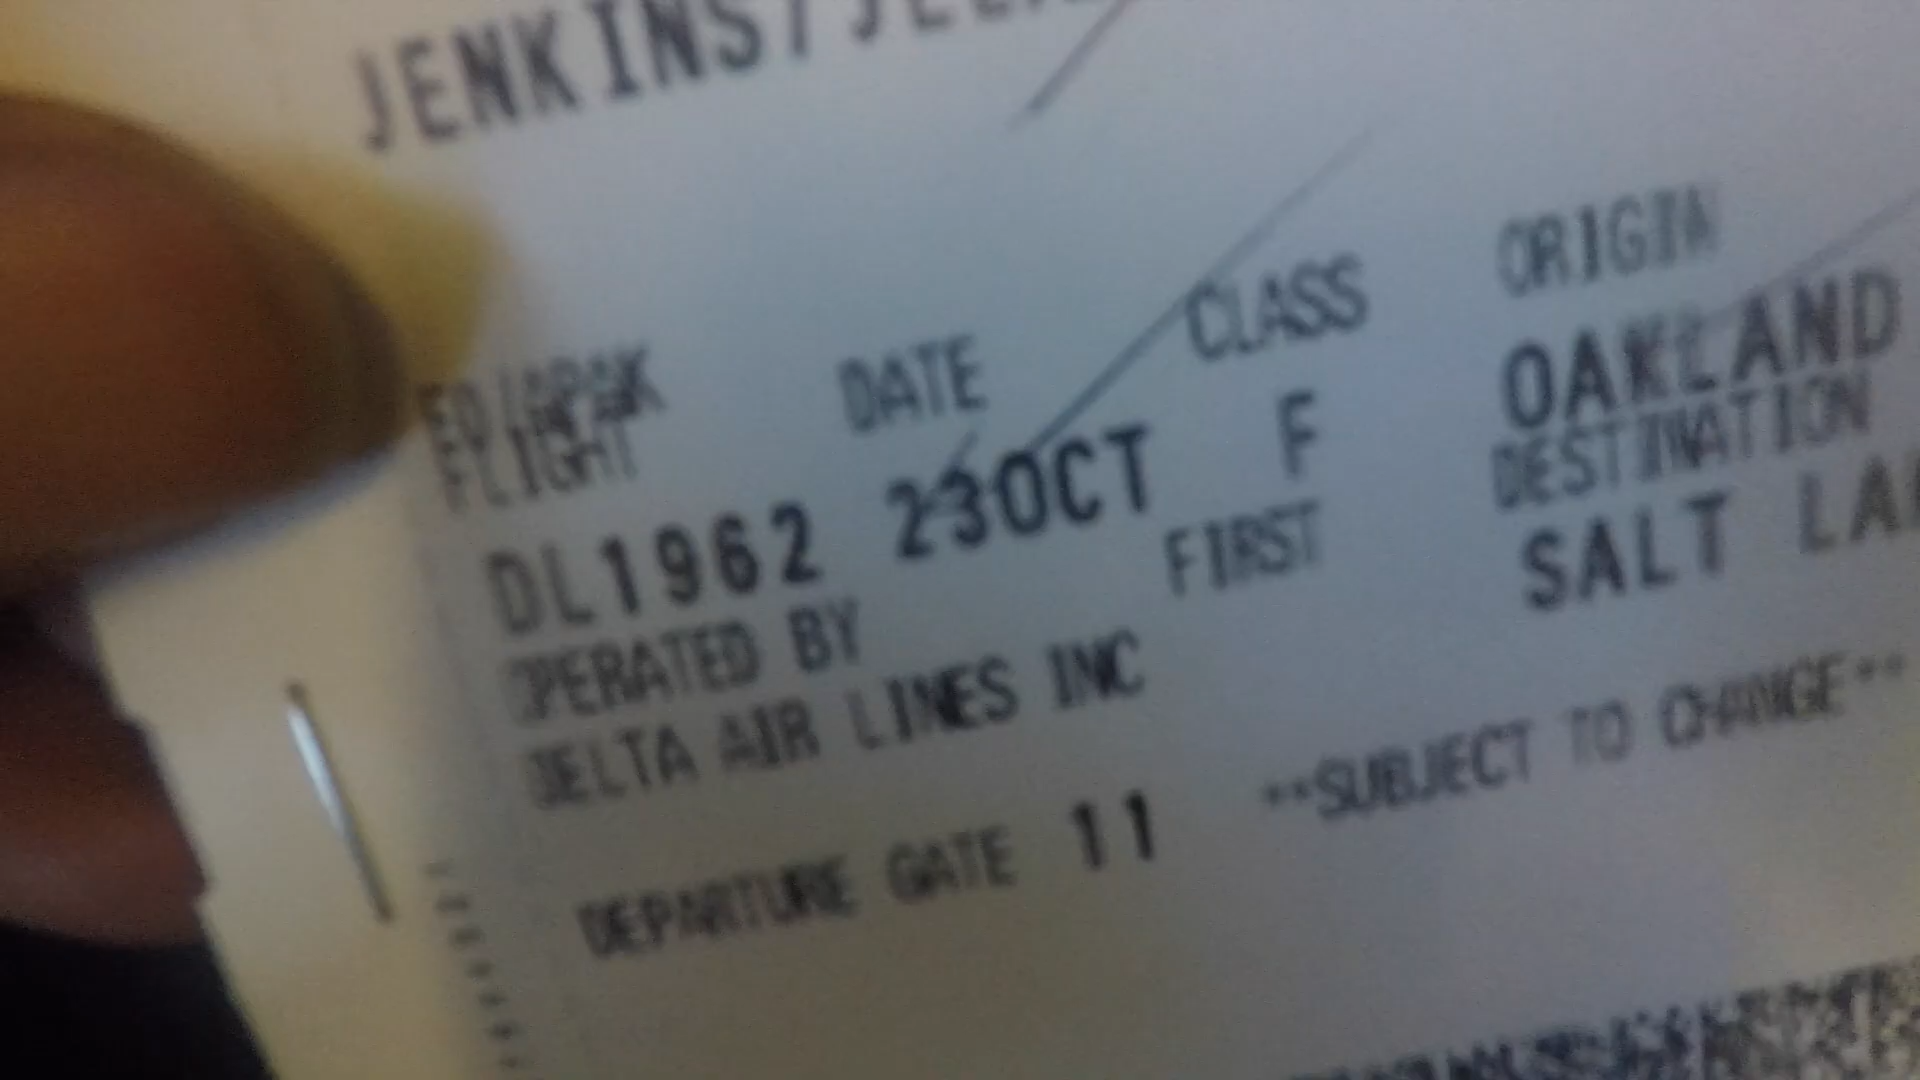 JENKINS/
DATE CLASS ORIGIN
FLIGHT OAKLAND
DL1962 23OCT F DESTINATION
OPERATED BY FIRST SALT
DELTA AIR LINES INC
DEPARTURE GATE 11 **SUBJECT TO CHANGE**